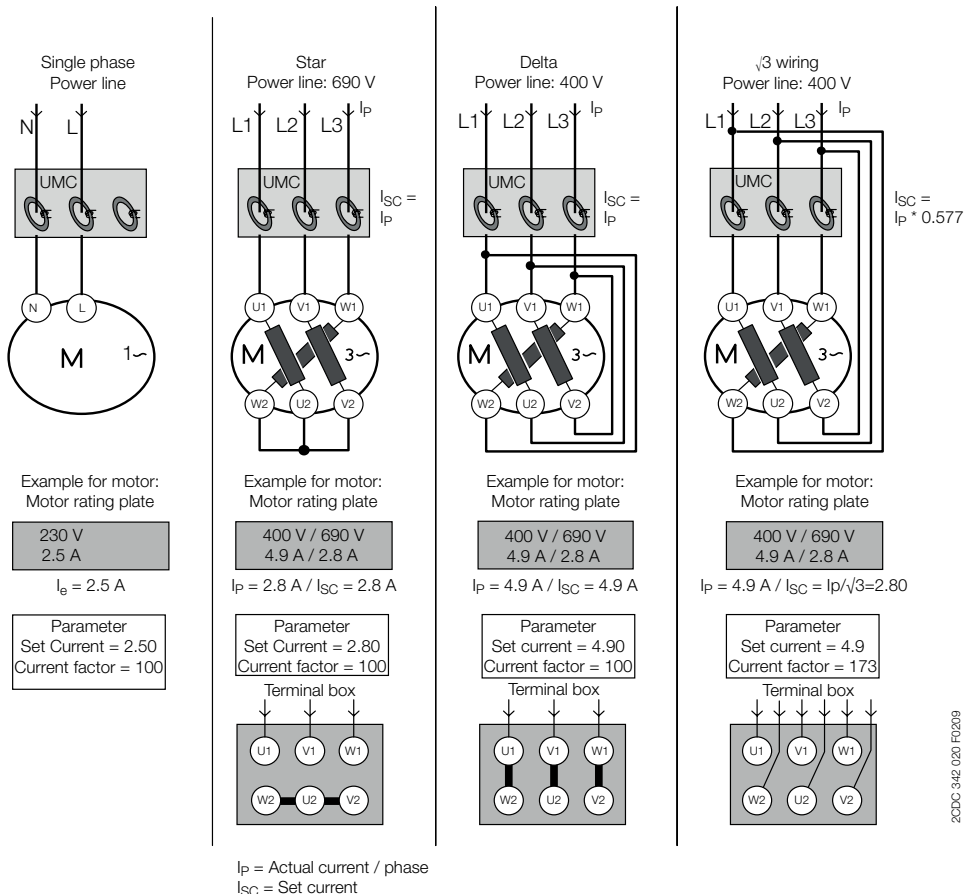 Single phase
Power line
N
L
UMC
N
L
M
1~
Example for motor:
Motor rating plate
230 V
2.5 A
Ie = 2.5 A
Parameter
Set Current = 2.50
Current factor = 100
Star
Power line: 690 V
IP
L1
L2
L3
UMC
ISC =
IP
U1
V1
W1
M
3~
W2
U2
V2
Example for motor:
Motor rating plate
400 V / 690 V
4.9 A / 2.8 A
IP = 2.8 A / ISC = 2.8 A
Parameter
Set Current = 2.80
Current factor = 100
Terminal box
U1
V1
W1
W2
U2
V2
Delta
Power line: 400 V
IP
L1
L2
L3
UMC
ISC =
IP
U1
V1
W1
M
3~
W2
U2
V2
Example for motor:
Motor rating plate
400 V / 690 V
4.9 A / 2.8 A
IP = 4.9 A / ISC = 4.9 A
Parameter
Set current = 4.90
Current factor = 100
Terminal box
U1
V1
W1
W2
U2
V2
√3 wiring
Power line: 400 V
IP
L1
L2
L3
UMC
ISC =
IP * 0.577
U1
V1
W1
M
3~
W2
U2
V2
Example for motor:
Motor rating plate
400 V / 690 V
4.9 A / 2.8 A
IP = 4.9 A / ISC = Ip/√3=2.80
Parameter
Set current = 4.9
Current factor = 173
Terminal box
U1
V1
W1
W2
U2
V2
2CDC 342 020 F0209
IP = Actual current / phase
ISC = Set current